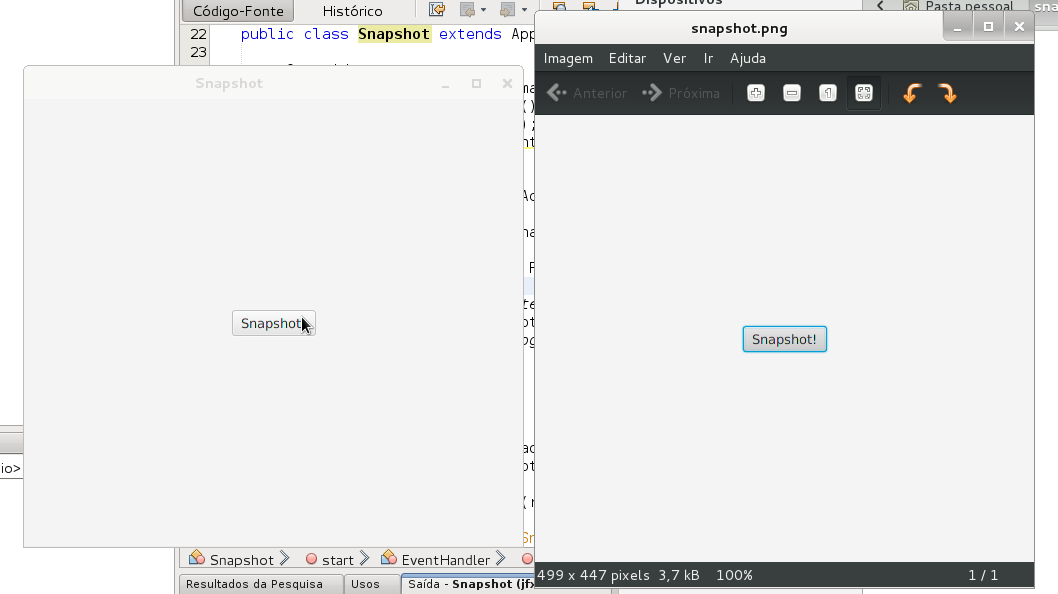 Código-Fonte
Histórico
22 public class Snapshot extends App
23
Dispositivos
Pasta pessoal
sna
Snapshot
Snapshot
io>
snapshot.png
Imagem Editar Ver Ir Ajuda
Anterior Próxima
Snapshot!
499 x 447 pixels 3,7 kB 100% 1 / 1
Snapshot start EventHandler
Resultados da Pesquisa Usos Saída - Snapshot (jfx